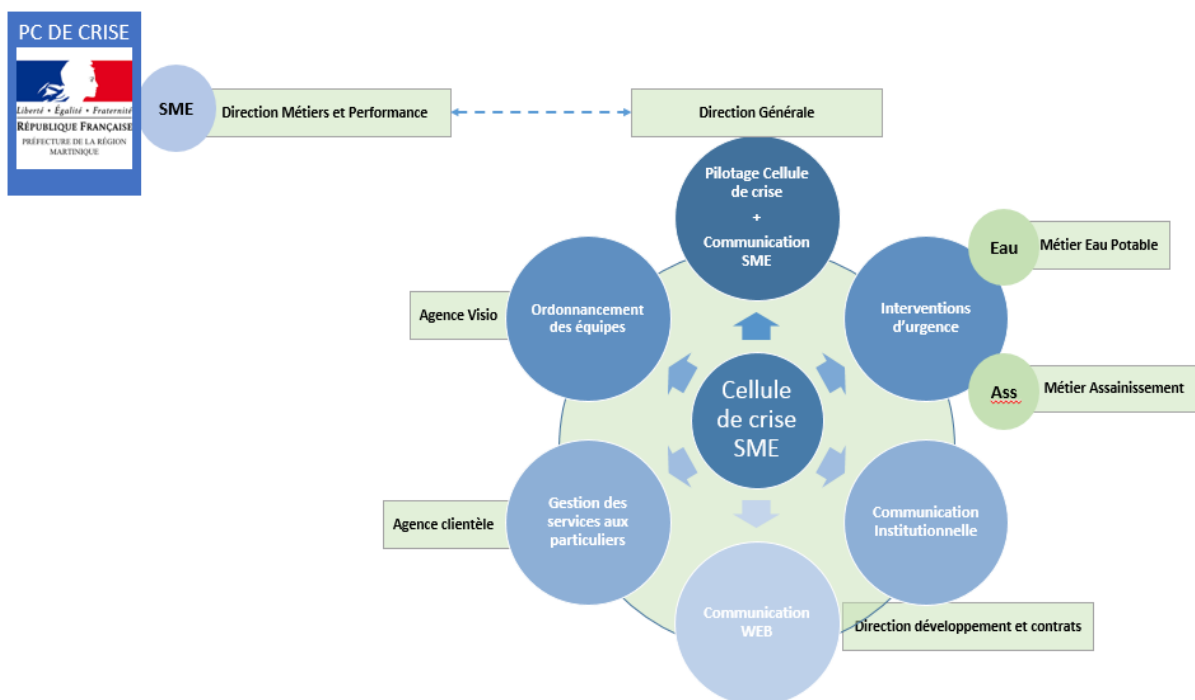 PC DE CRISE
Liberté • Égalité • Fraternité
RÉPUBLIQUE FRANÇAISE
PRÉFECTURE DE LA RÉGION
MARTINIQUE
SME
Direction Métiers et Performance
Direction Générale
Pilotage Cellule
de crise
+
Communication
SME
Eau
Métier Eau Potable
Ordonnancement
des équipes
Agence Visio
Interventions
d'urgence
Ass
Métier Assainissement
Cellule
de crise
SME
Gestion des
services aux
particuliers
Agence clientèle
Communication
Institutionnelle
Communication
WEB
Direction développement et contrats